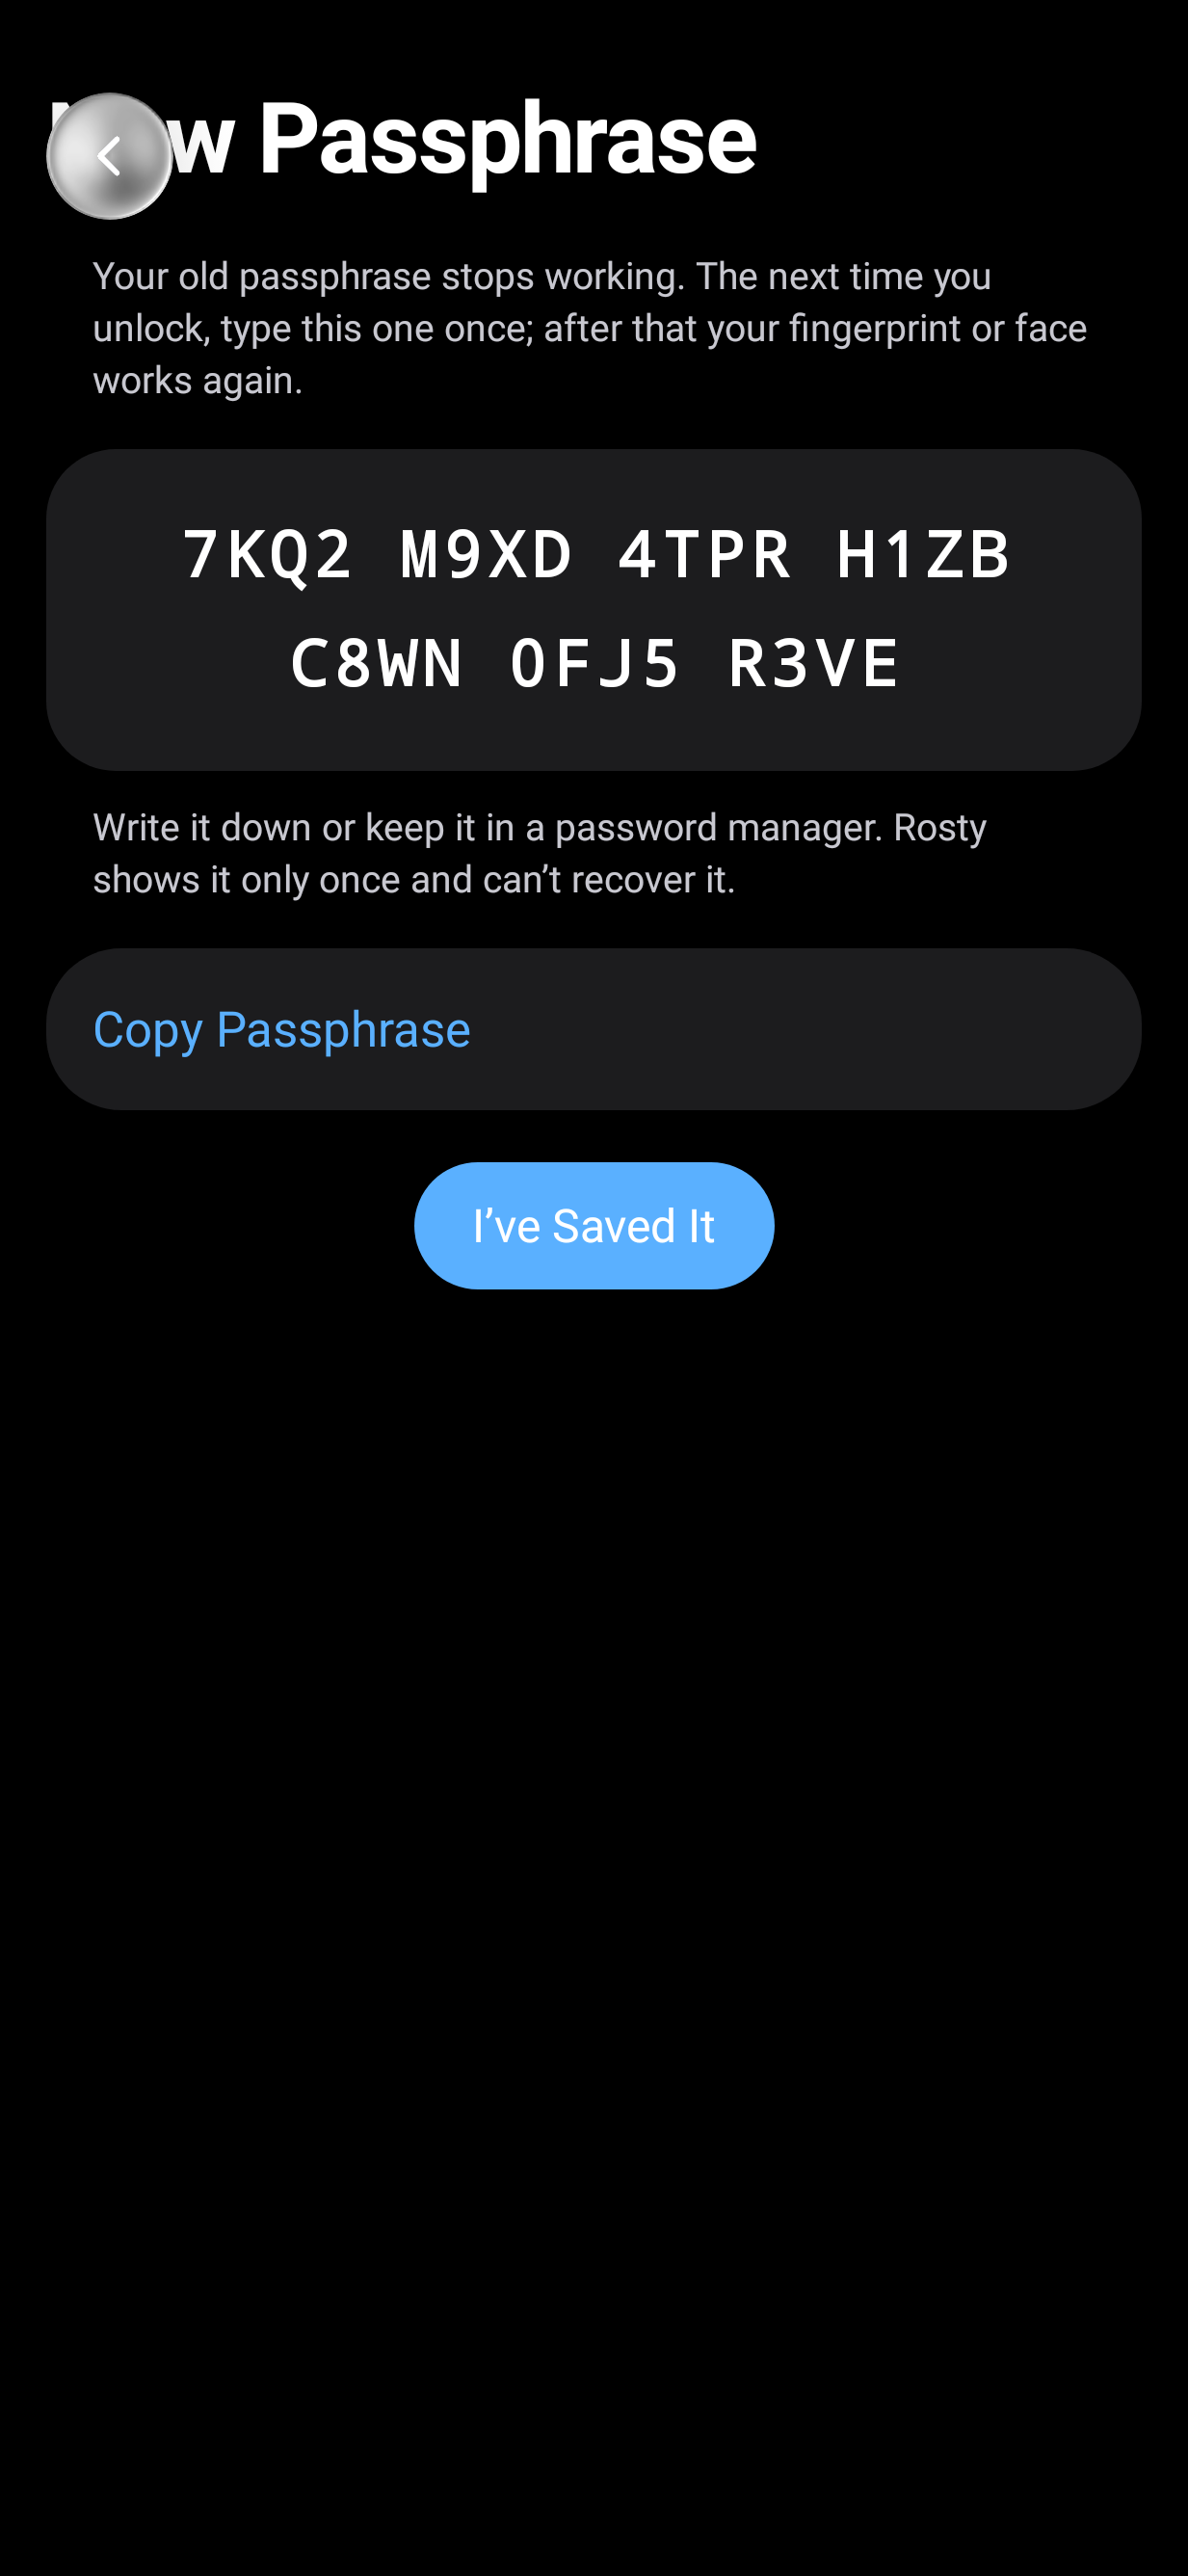 Passphrase
Your old passphrase stops working. The next time you
unlock, type this one once; after that your fingerprint or face
works again.
7KQ2 M9XD 4TPR H1ZB
C8WN 0FJ5 R3VE
Write it down or keep it in a password manager. Rosty
shows it only once and can’t recover it.
Copy Passphrase
I’ve Saved It